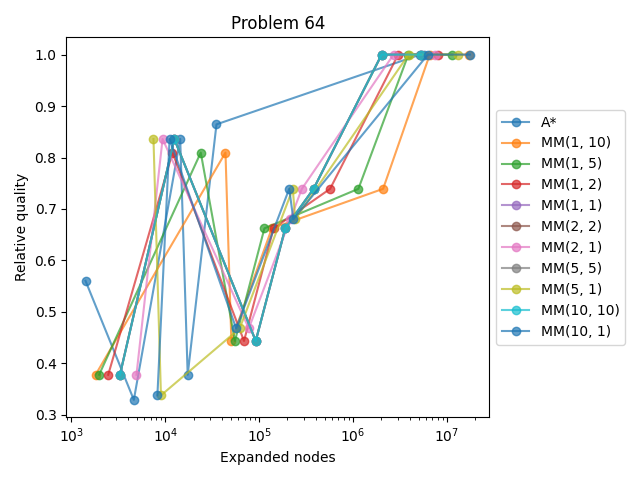 Problem 64
Relative quality
1.0
0.9
0.8
0.7
0.6
0.5
0.4
0.3
10³
10⁴
10⁵
10⁶
10⁷
Expanded nodes
A*
MM(1, 10)
MM(1, 5)
MM(1, 2)
MM(1, 1)
MM(2, 2)
MM(2, 1)
MM(5, 5)
MM(5, 1)
MM(10, 10)
MM(10, 1)